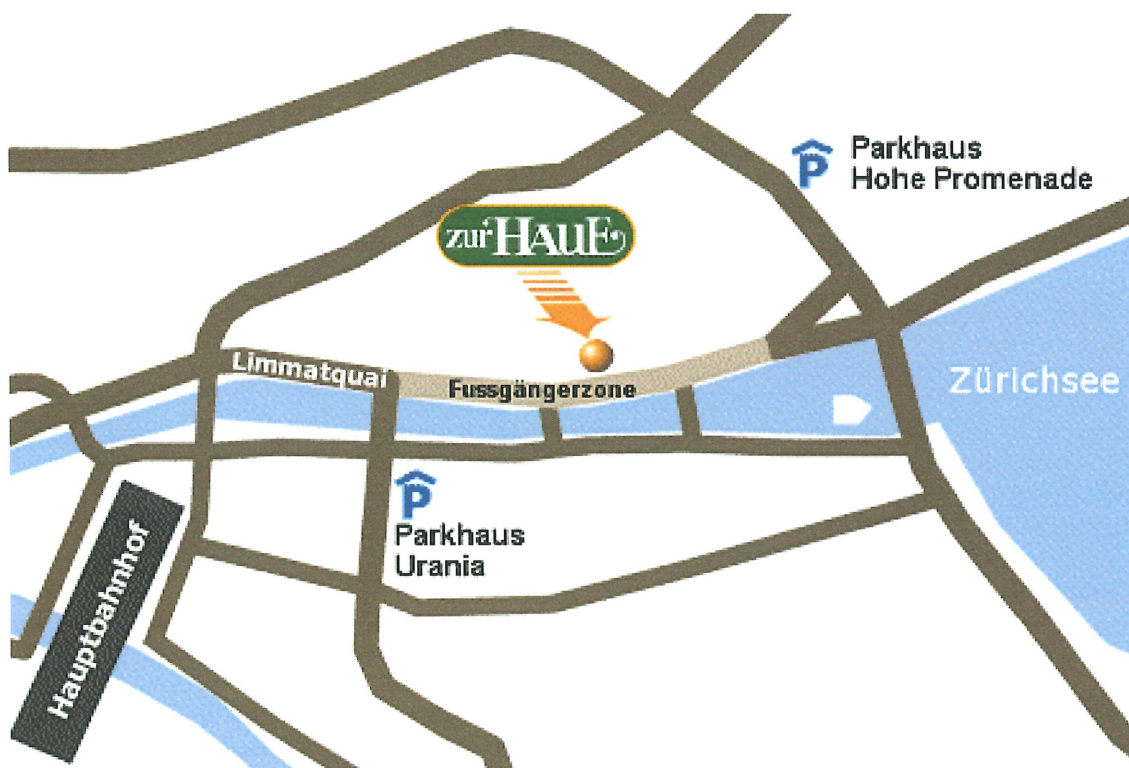 P
Parkhaus
Hohe Promenade
zur HAUE
Limmatquai
Fussgängerzone
Zürichsee
P
Parkhaus
Urania
Hauptbahnhof